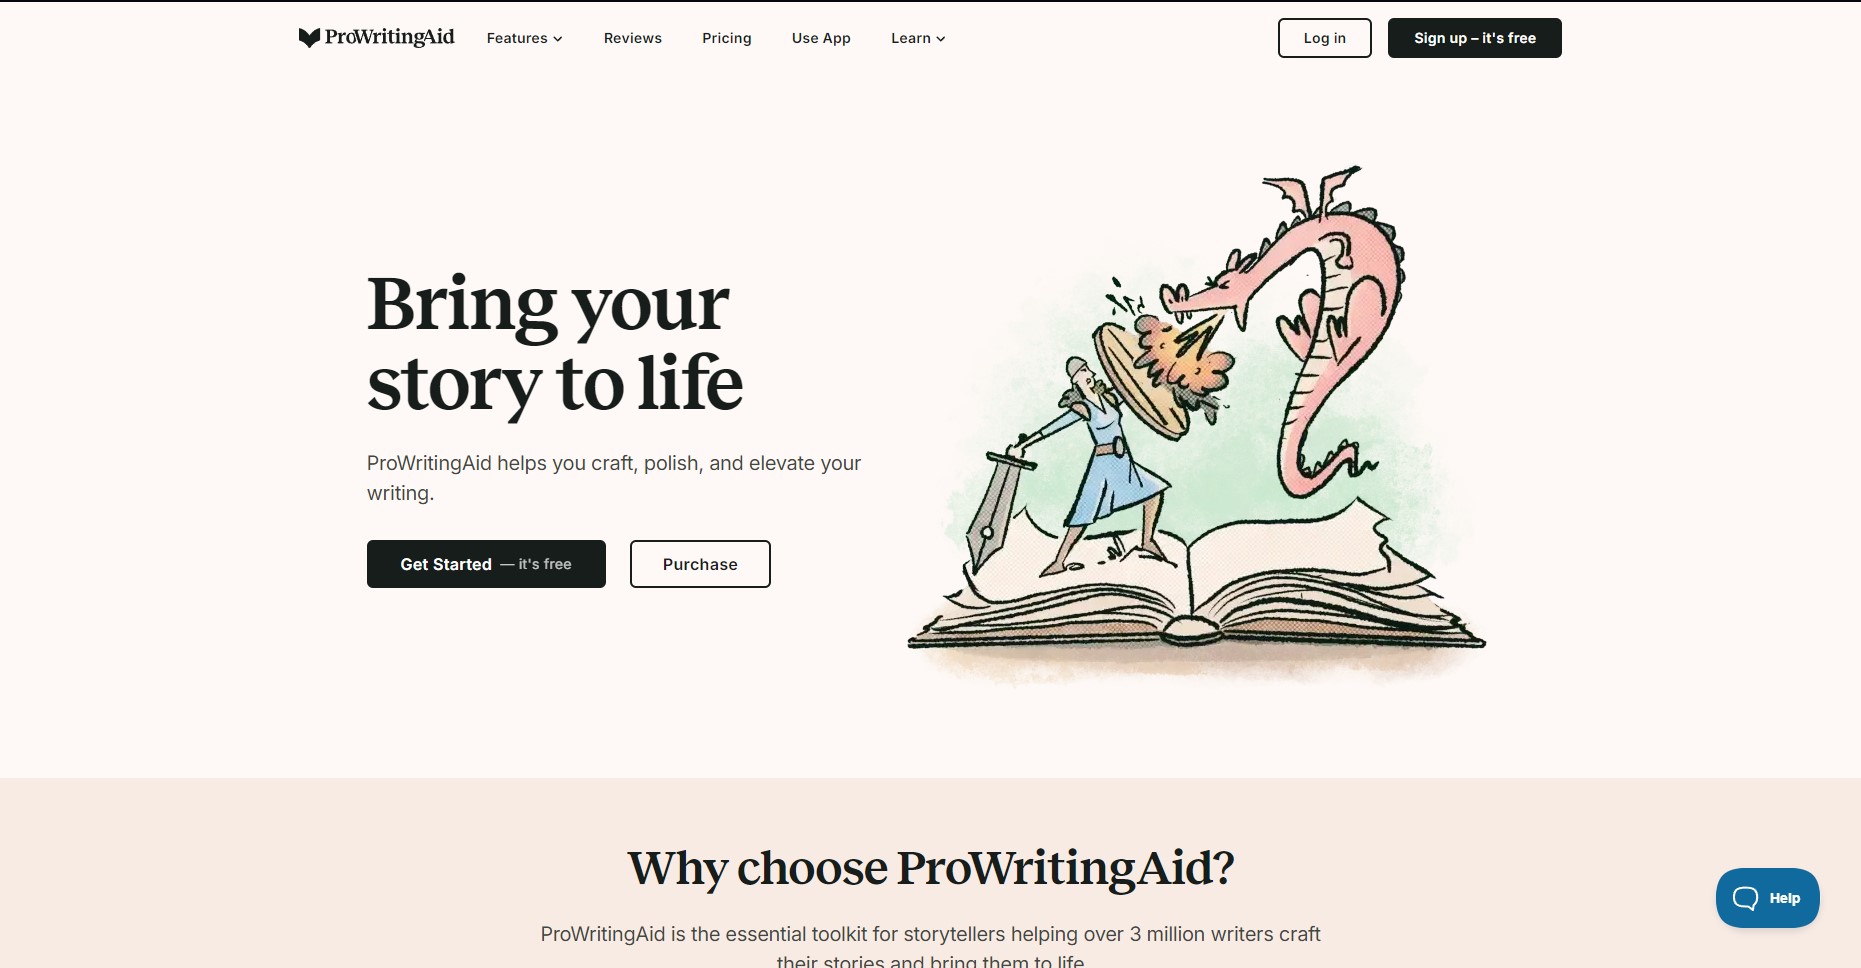 ProWritingAid
Features
Reviews
Pricing
Use App
Learn
Log in
Sign up – it's free
Bring your
story to life
ProWritingAid helps you craft, polish, and elevate your
writing.
Get Started — it's free
Purchase
Why choose ProWritingAid?
ProWritingAid is the essential toolkit for storytellers helping over 3 million writers craft
their stories and bring them to life
Help